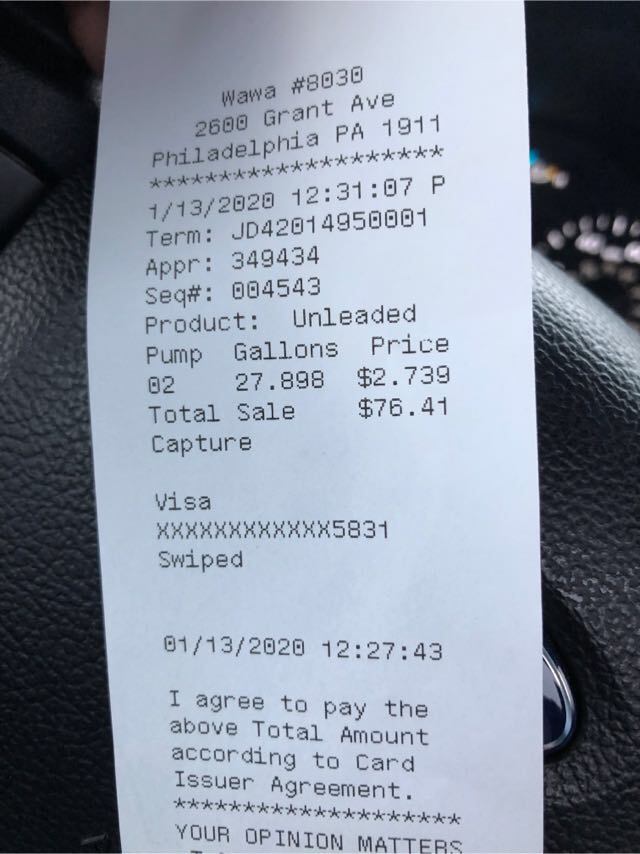 Wawa #8030
2600 Grant Ave
Philadelphia PA 1911
********************
1/13/2020 12:31:07 P
Term: JD42014950001
Appr: 349434
Seq#: 004543
Product: Unleaded
Pump Gallons Price
02 27.898 $2.739
Total Sale $76.41
Capture
Visa
XXXXXXXXXXXX5831
Swiped
01/13/2020 12:27:43
I agree to pay the
above Total Amount
according to Card
Issuer Agreement.
********************
YOUR OPINION MATTERS